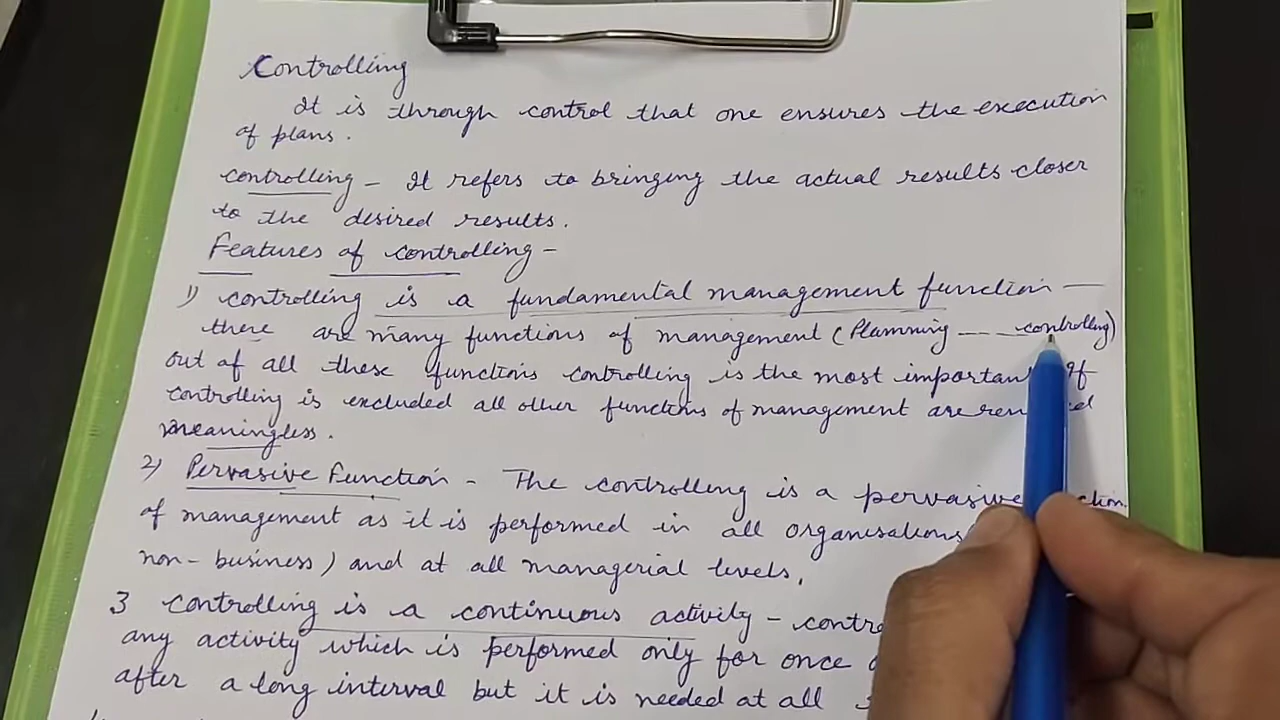 Controlling
It is through control that one ensures the execution
of plans.
controlling - It refers to bringing the actual results closer
to the desired results.
Features of controlling -
1) controlling is a fundamental management function -
there are many functions of management (Planning --- controlling)
out of all these functions controlling is the most important If
controlling is excluded all other functions of management are
meaningless.
2) Pervasive Function - The controlling is a pervasive
of management as it is performed in all organisations
non-business) and at all managerial levels.
3 controlling is a continuous activity -
any activity which is performed only for once
after a long interval but it is needed at all